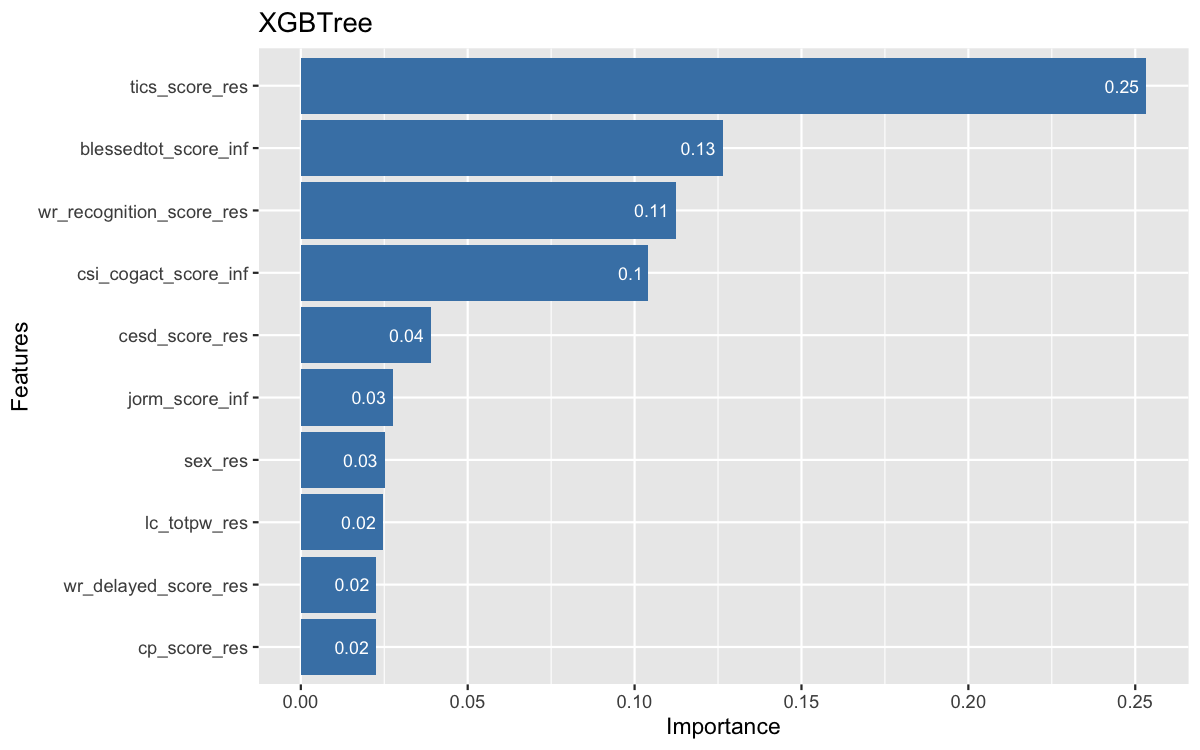 XGBTree
Features
tics_score_res 0.25
blessedtot_score_inf 0.13
wr_recognition_score_res 0.11
csi_cogact_score_inf 0.1
cesd_score_res 0.04
jorm_score_inf 0.03
sex_res 0.03
lc_totpw_res 0.02
wr_delayed_score_res 0.02
cp_score_res 0.02
0.00 0.05 0.10 0.15 0.20 0.25
Importance